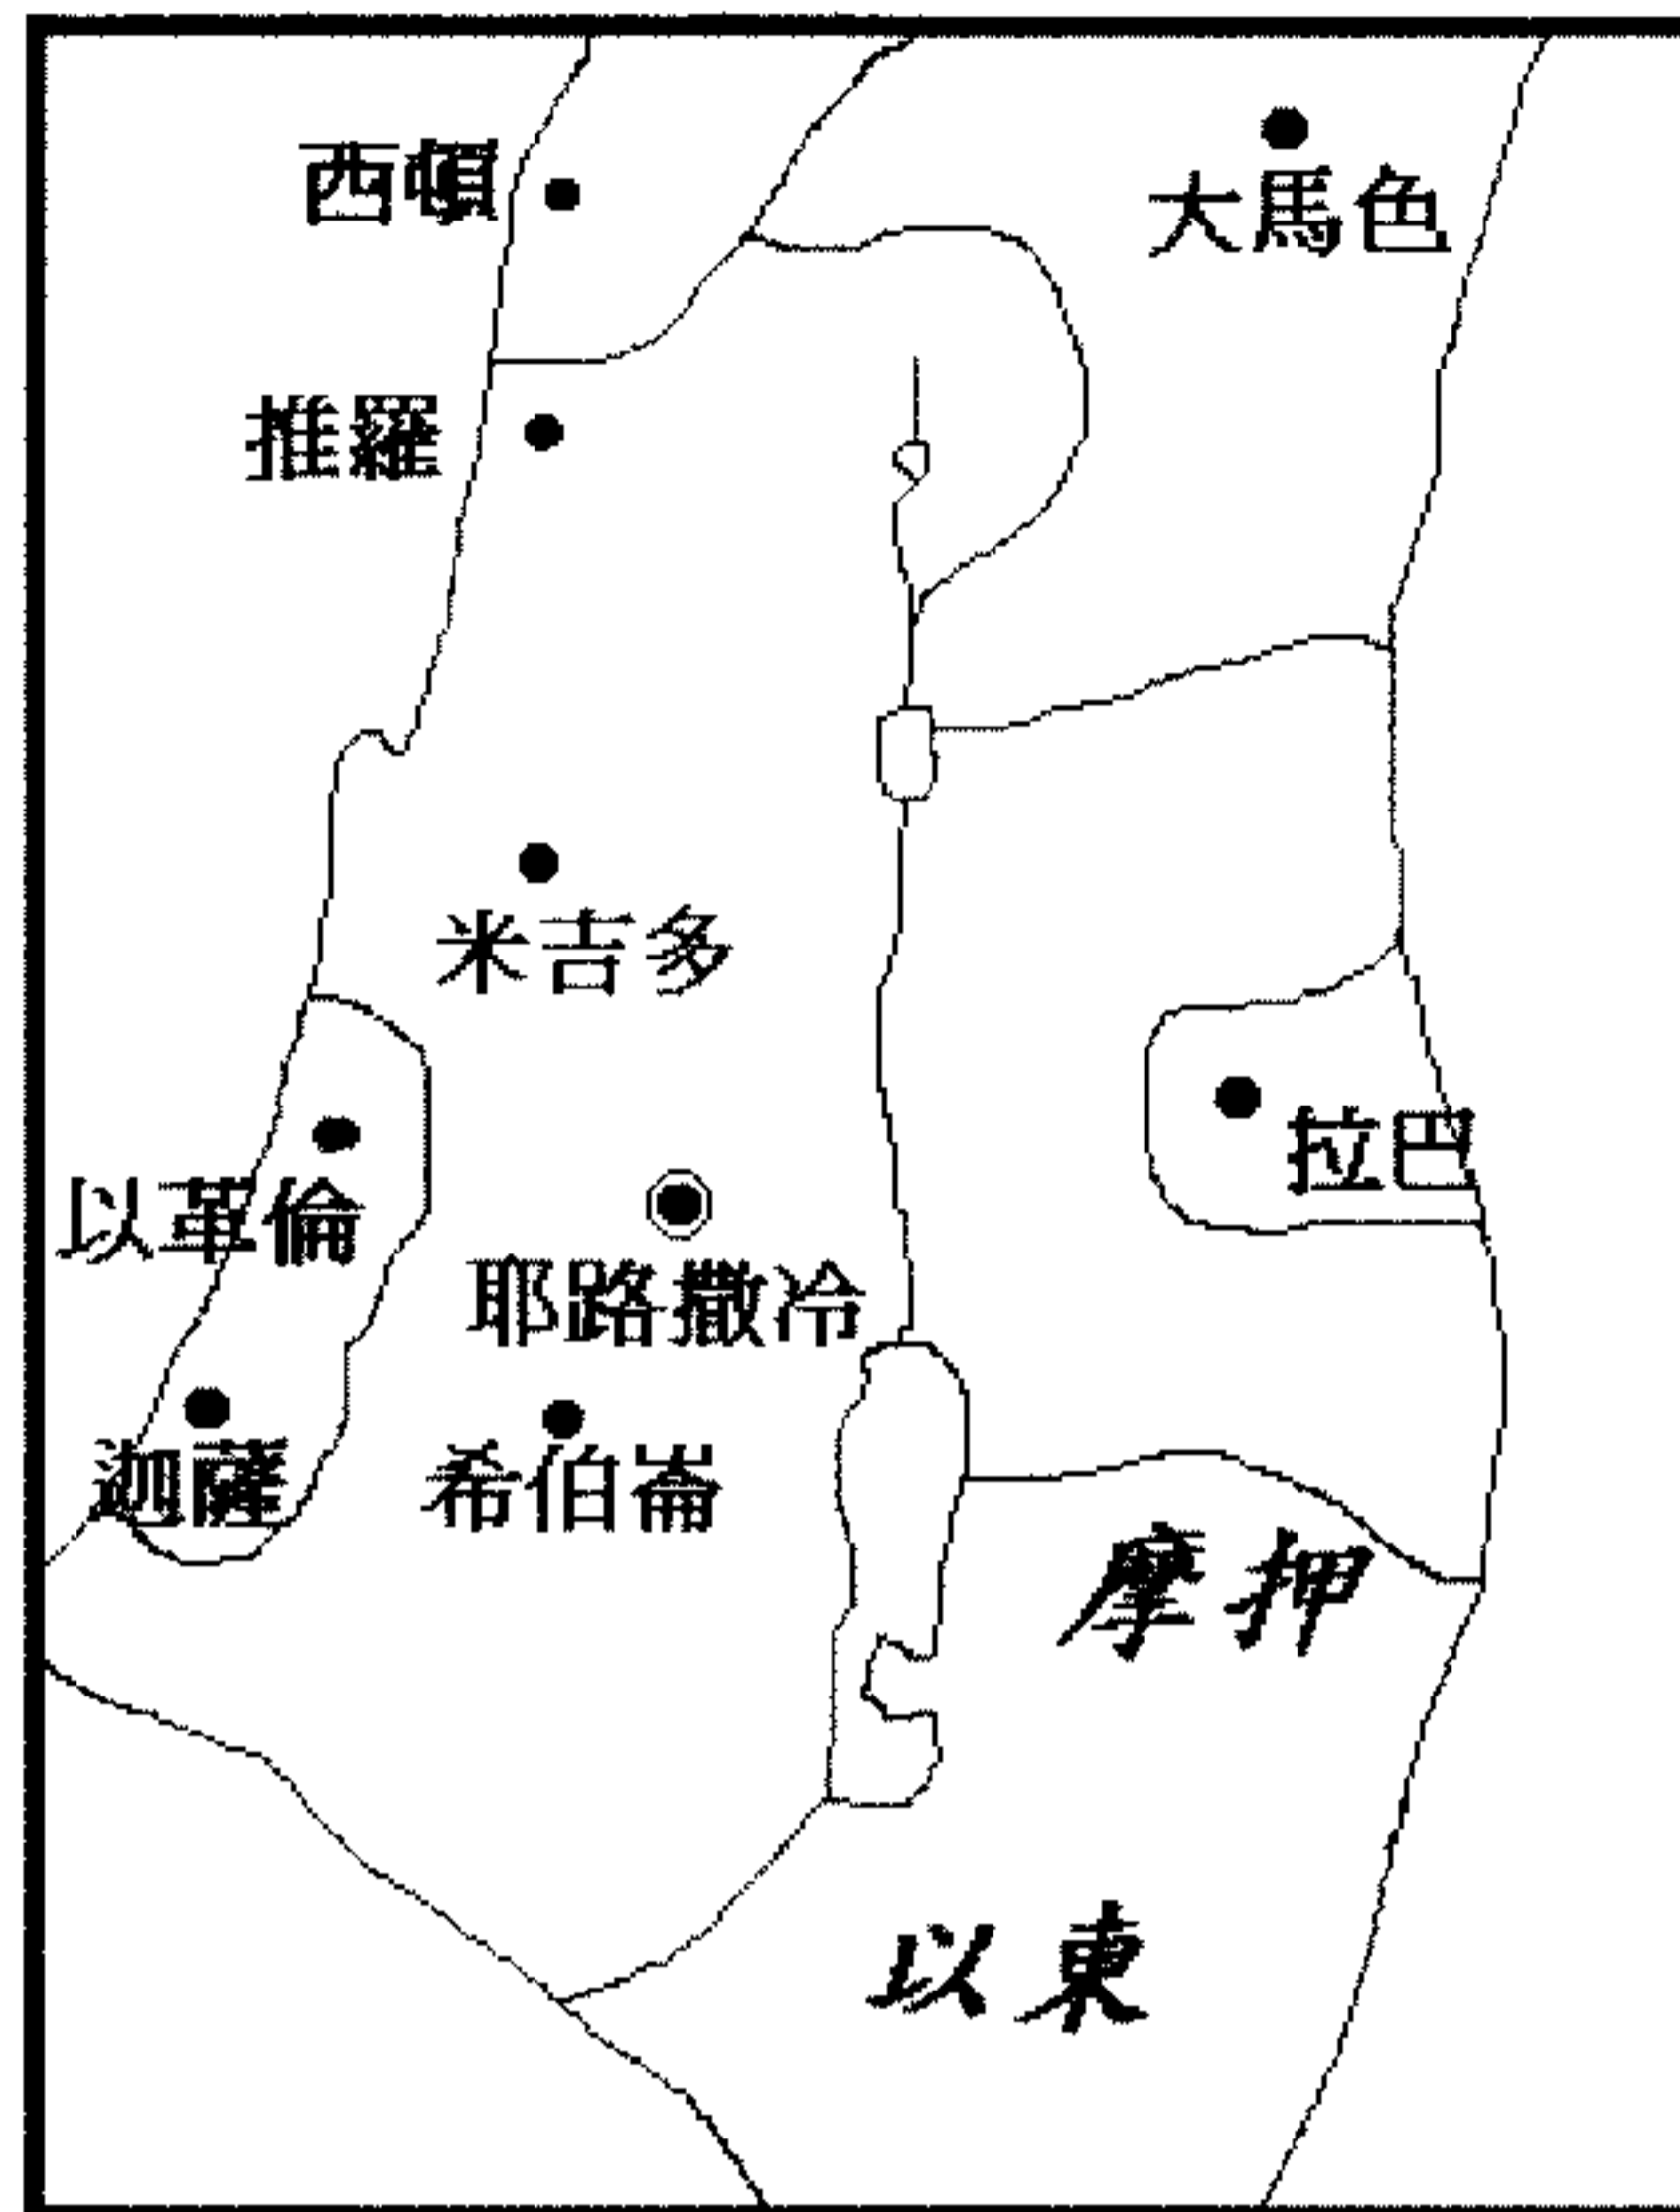 西頓
大馬色
推羅
米吉多
拉巴
以革倫
耶路撒冷
迦薩
希伯崙
摩押
以東